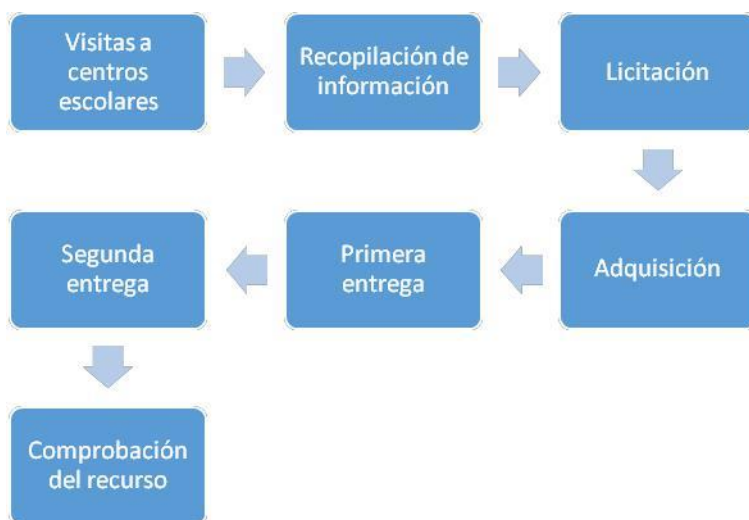 Visitas a
centros
escolares
Recopilación de
información
Licitación
Adquisición
Primera
entrega
Segunda
entrega
Comprobación
del recurso